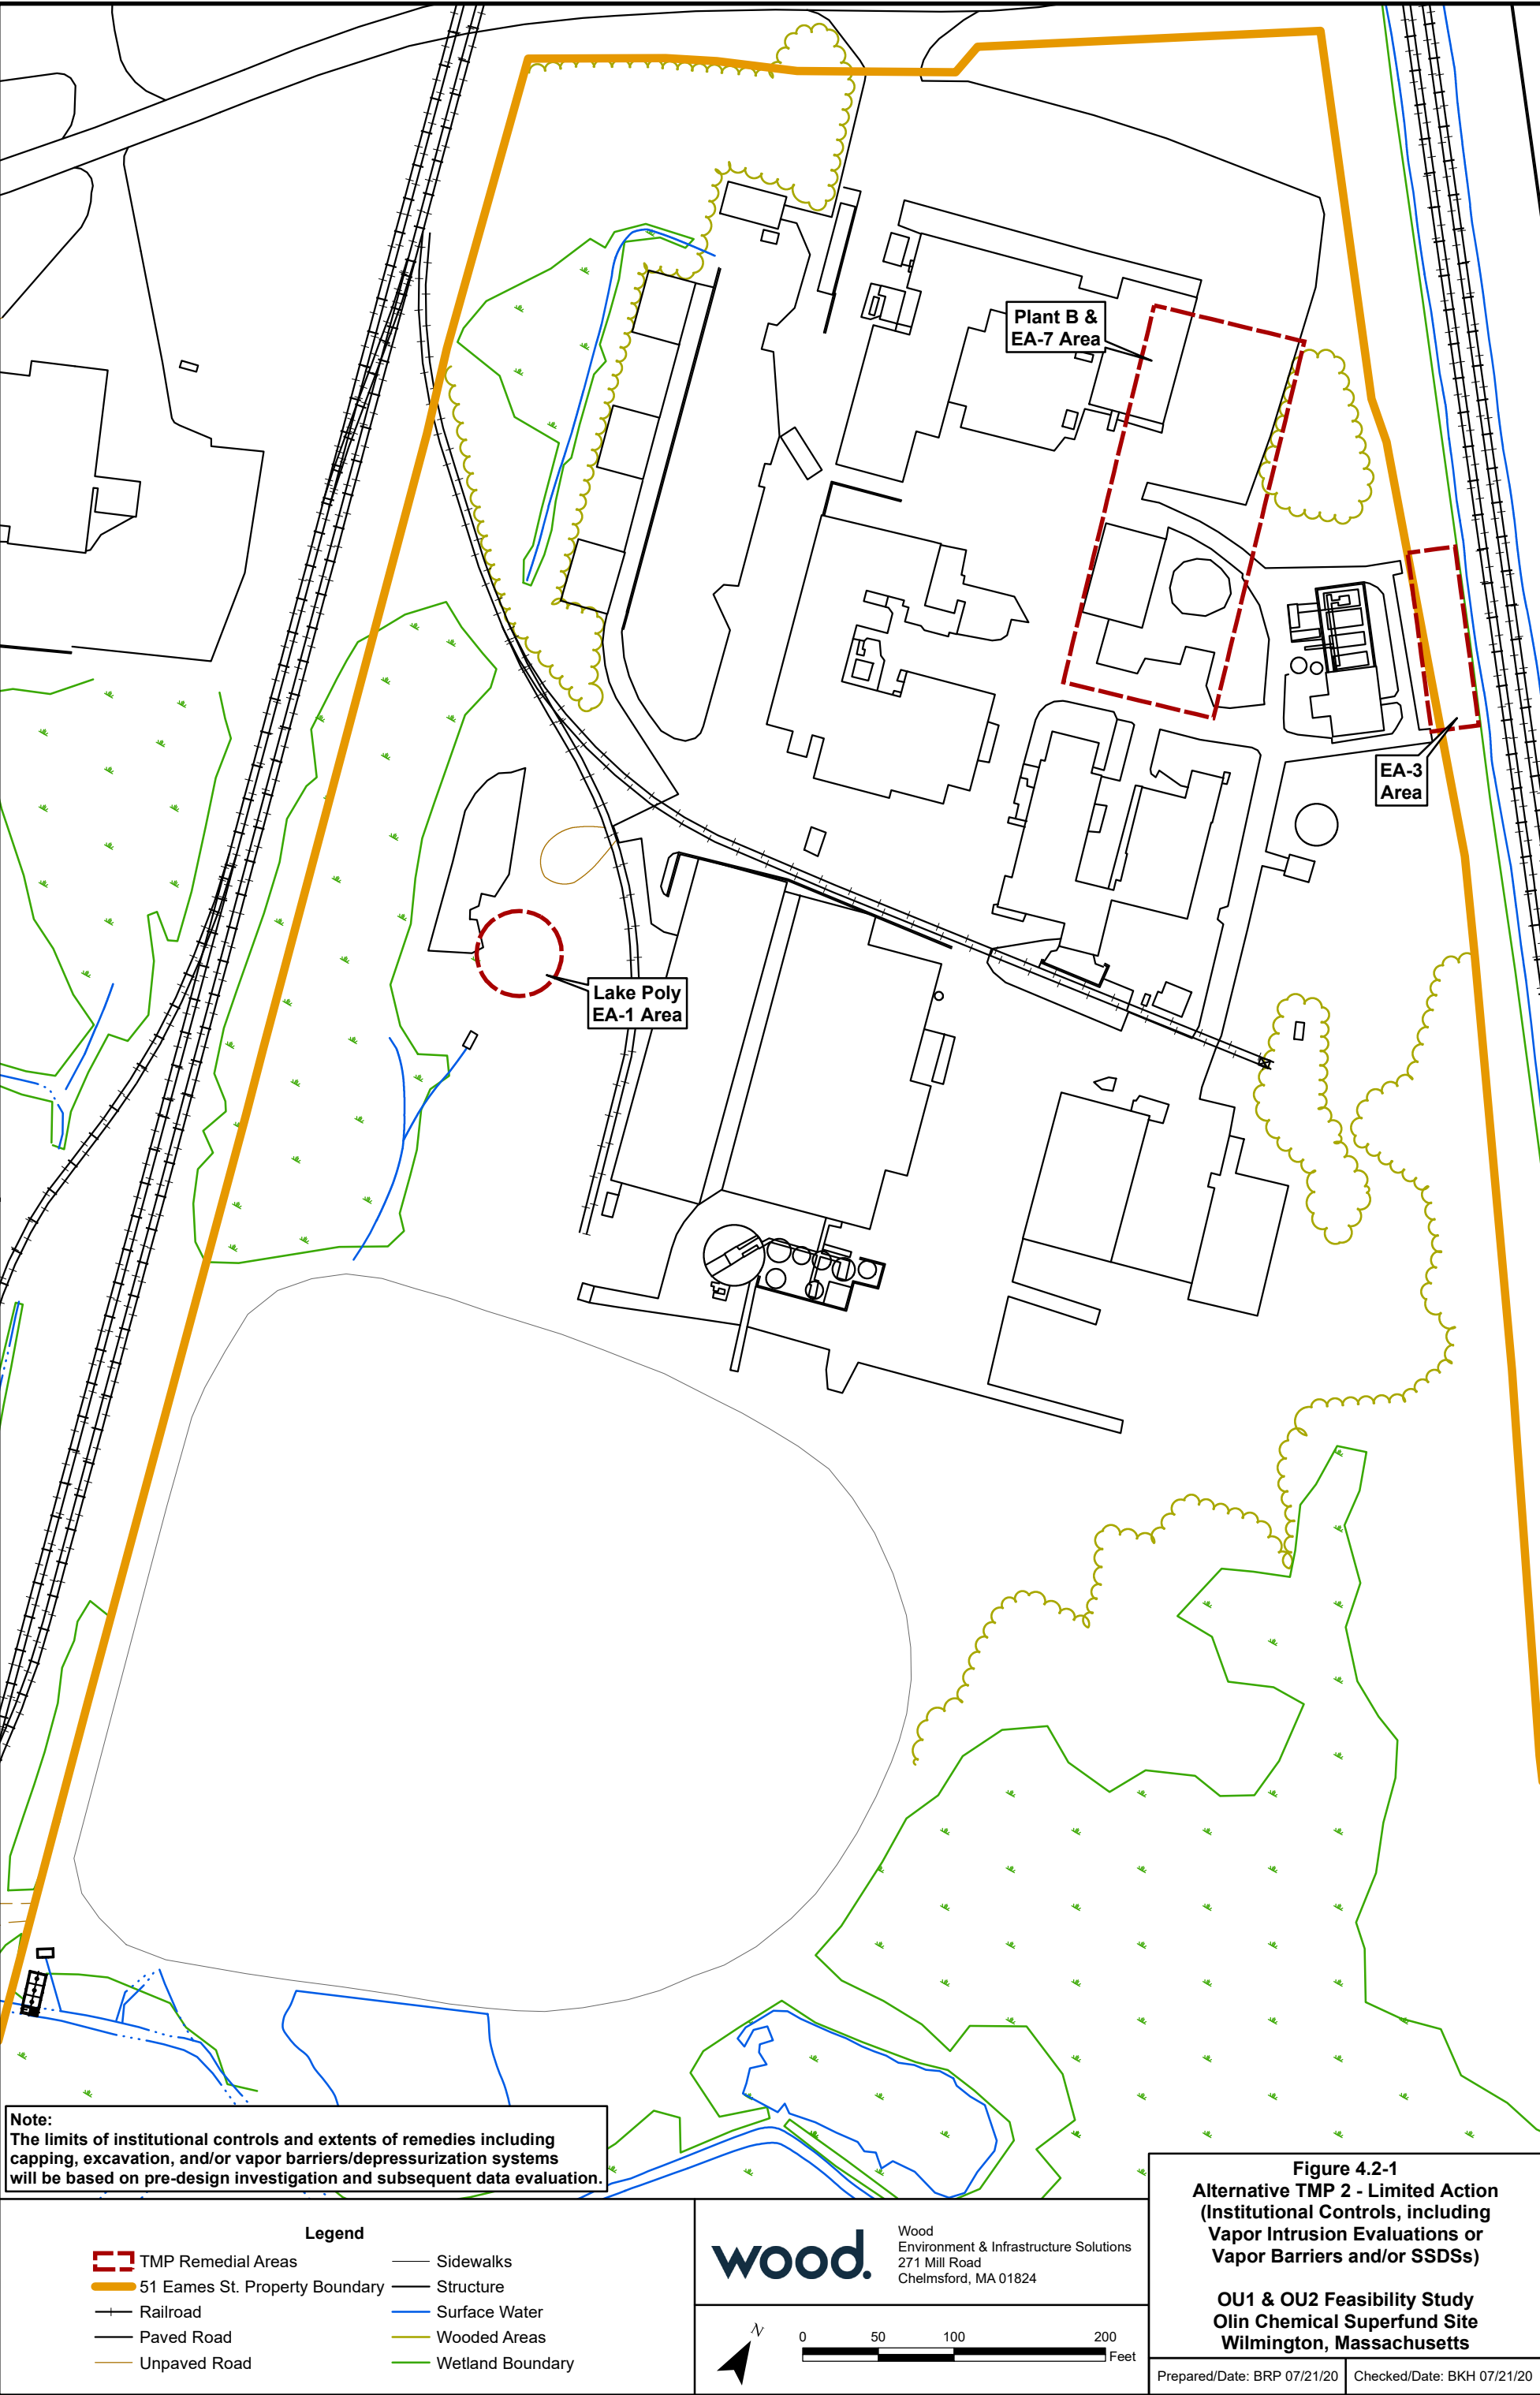 Plant B &
EA-7 Area
EA-3
Area
Lake Poly
EA-1 Area
Note:
The limits of institutional controls and extents of remedies including
capping, excavation, and/or vapor barriers/depressurization systems
will be based on pre-design investigation and subsequent data evaluation.
Legend
TMP Remedial Areas
51 Eames St. Property Boundary
Railroad
Paved Road
Unpaved Road
Sidewalks
Structure
Surface Water
Wooded Areas
Wetland Boundary
wood.
Wood
Environment & Infrastructure Solutions
271 Mill Road
Chelmsford, MA 01824
N
0 50 100 200
Feet
Figure 4.2-1
Alternative TMP 2 - Limited Action
(Institutional Controls, including
Vapor Intrusion Evaluations or
Vapor Barriers and/or SSDSs)
OU1 & OU2 Feasibility Study
Olin Chemical Superfund Site
Wilmington, Massachusetts
Prepared/Date: BRP 07/21/20
Checked/Date: BKH 07/21/20